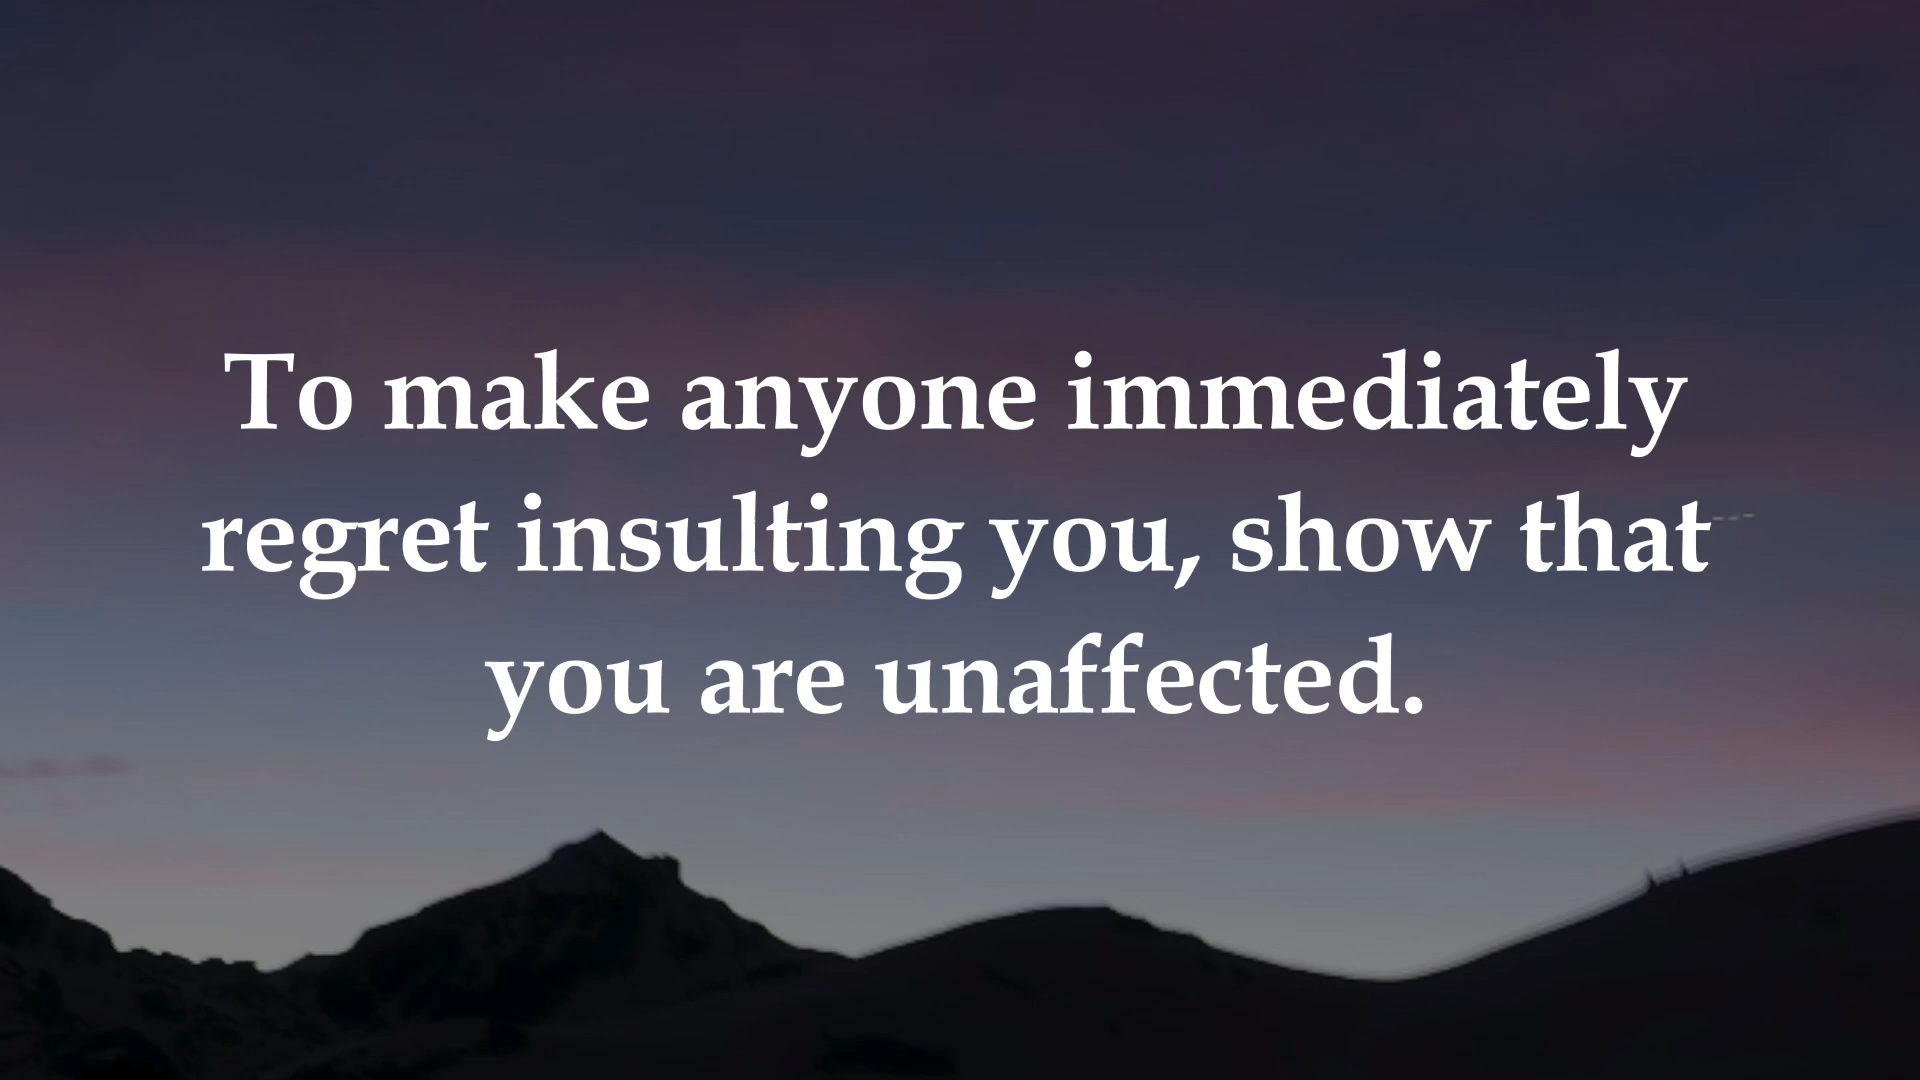 To make anyone immediately
regret insulting you, show that
you are unaffected.